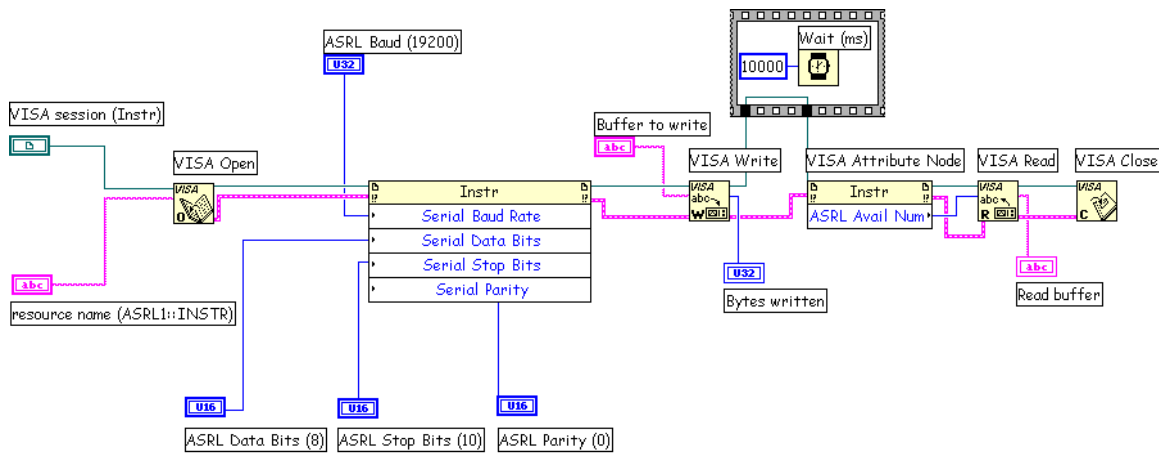 ASRL Baud (19200)
U32
Wait (ms)
10000
VISA session (Instr)
Buffer to write
abc
VISA Open
VISA Write
VISA Attribute Node
VISA Read
VISA Close
VISA
O
Instr
Serial Baud Rate
Serial Data Bits
Serial Stop Bits
Serial Parity
VISA
abc
W
Instr
ASRL Avail Num
VISA
abc
R
VISA
C
abc
resource name (ASRL1::INSTR)
U32
Bytes written
abc
Read buffer
U16
U16
U16
ASRL Data Bits (8)
ASRL Stop Bits (10)
ASRL Parity (0)